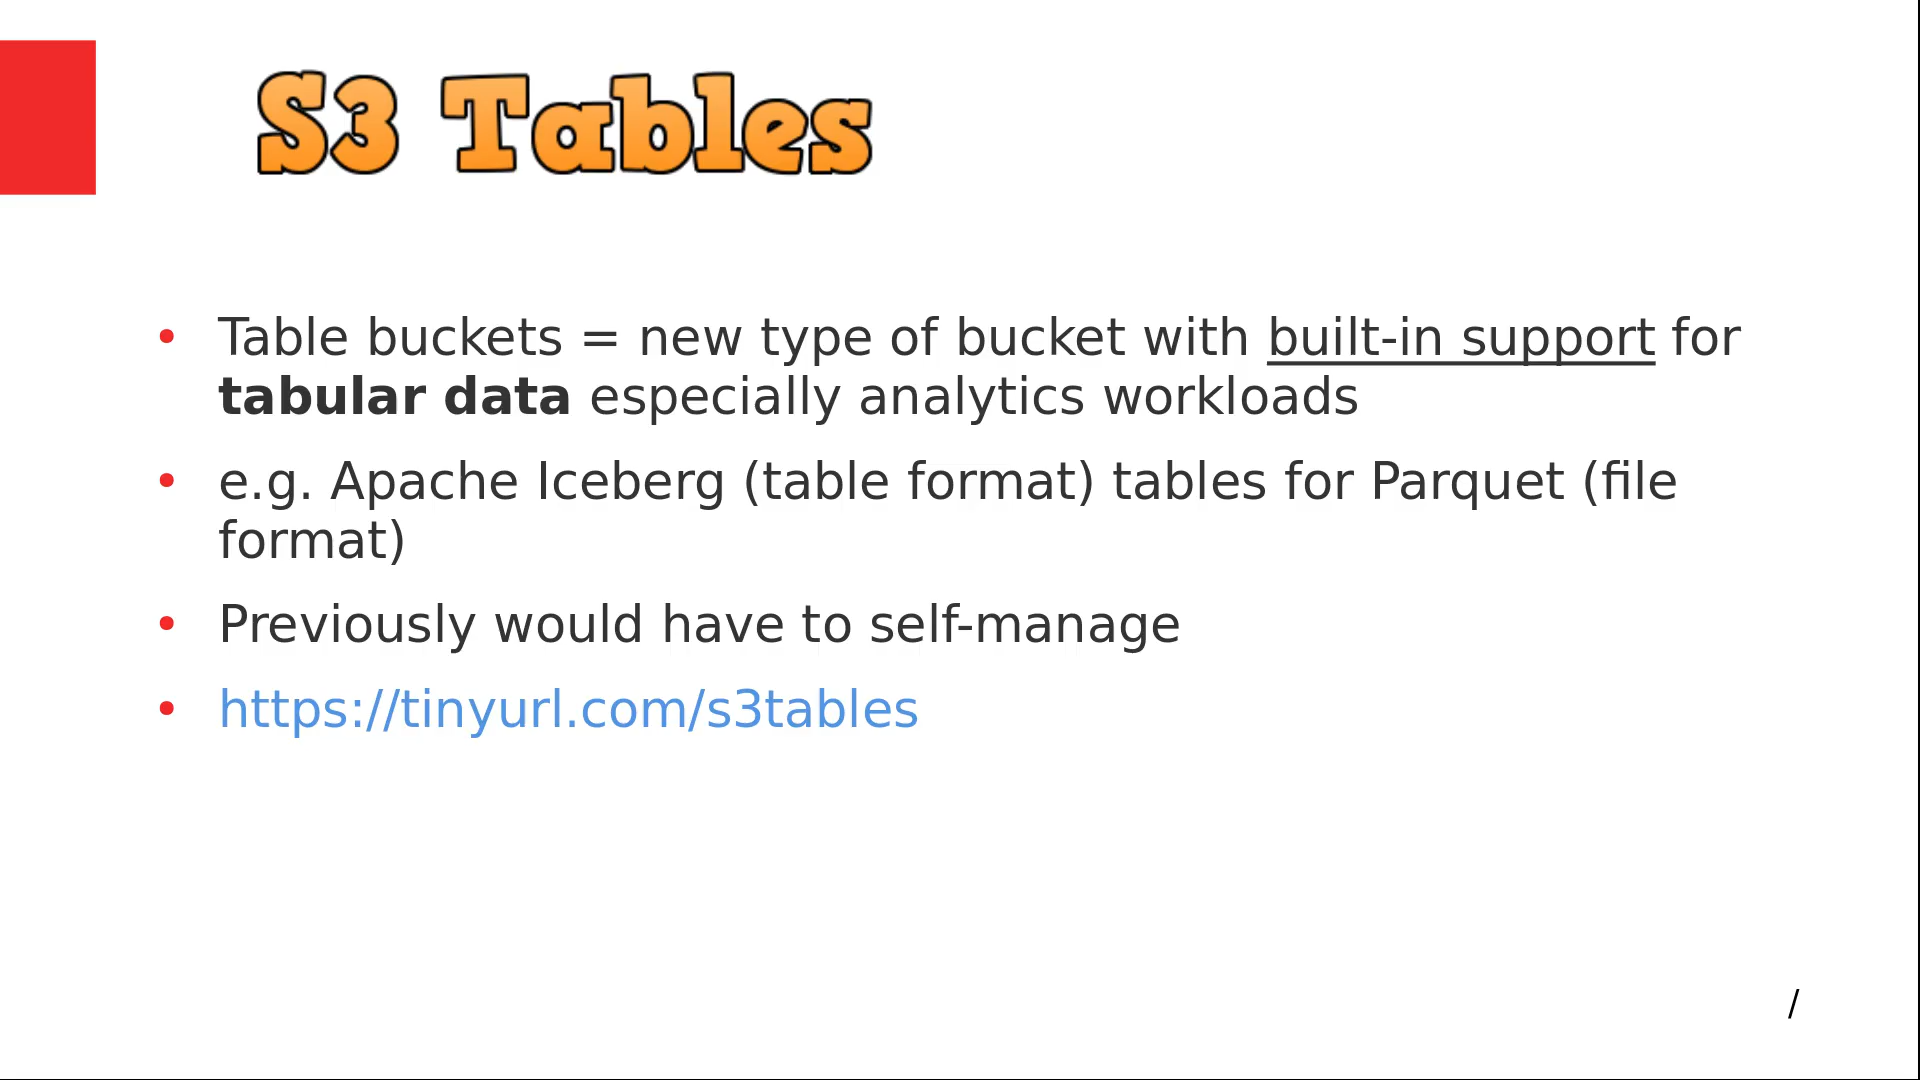 S3 Tables
• Table buckets = new type of bucket with built-in support for
tabular data especially analytics workloads
• e.g. Apache Iceberg (table format) tables for Parquet (file
format)
• Previously would have to self-manage
• https://tinyurl.com/s3tables
/